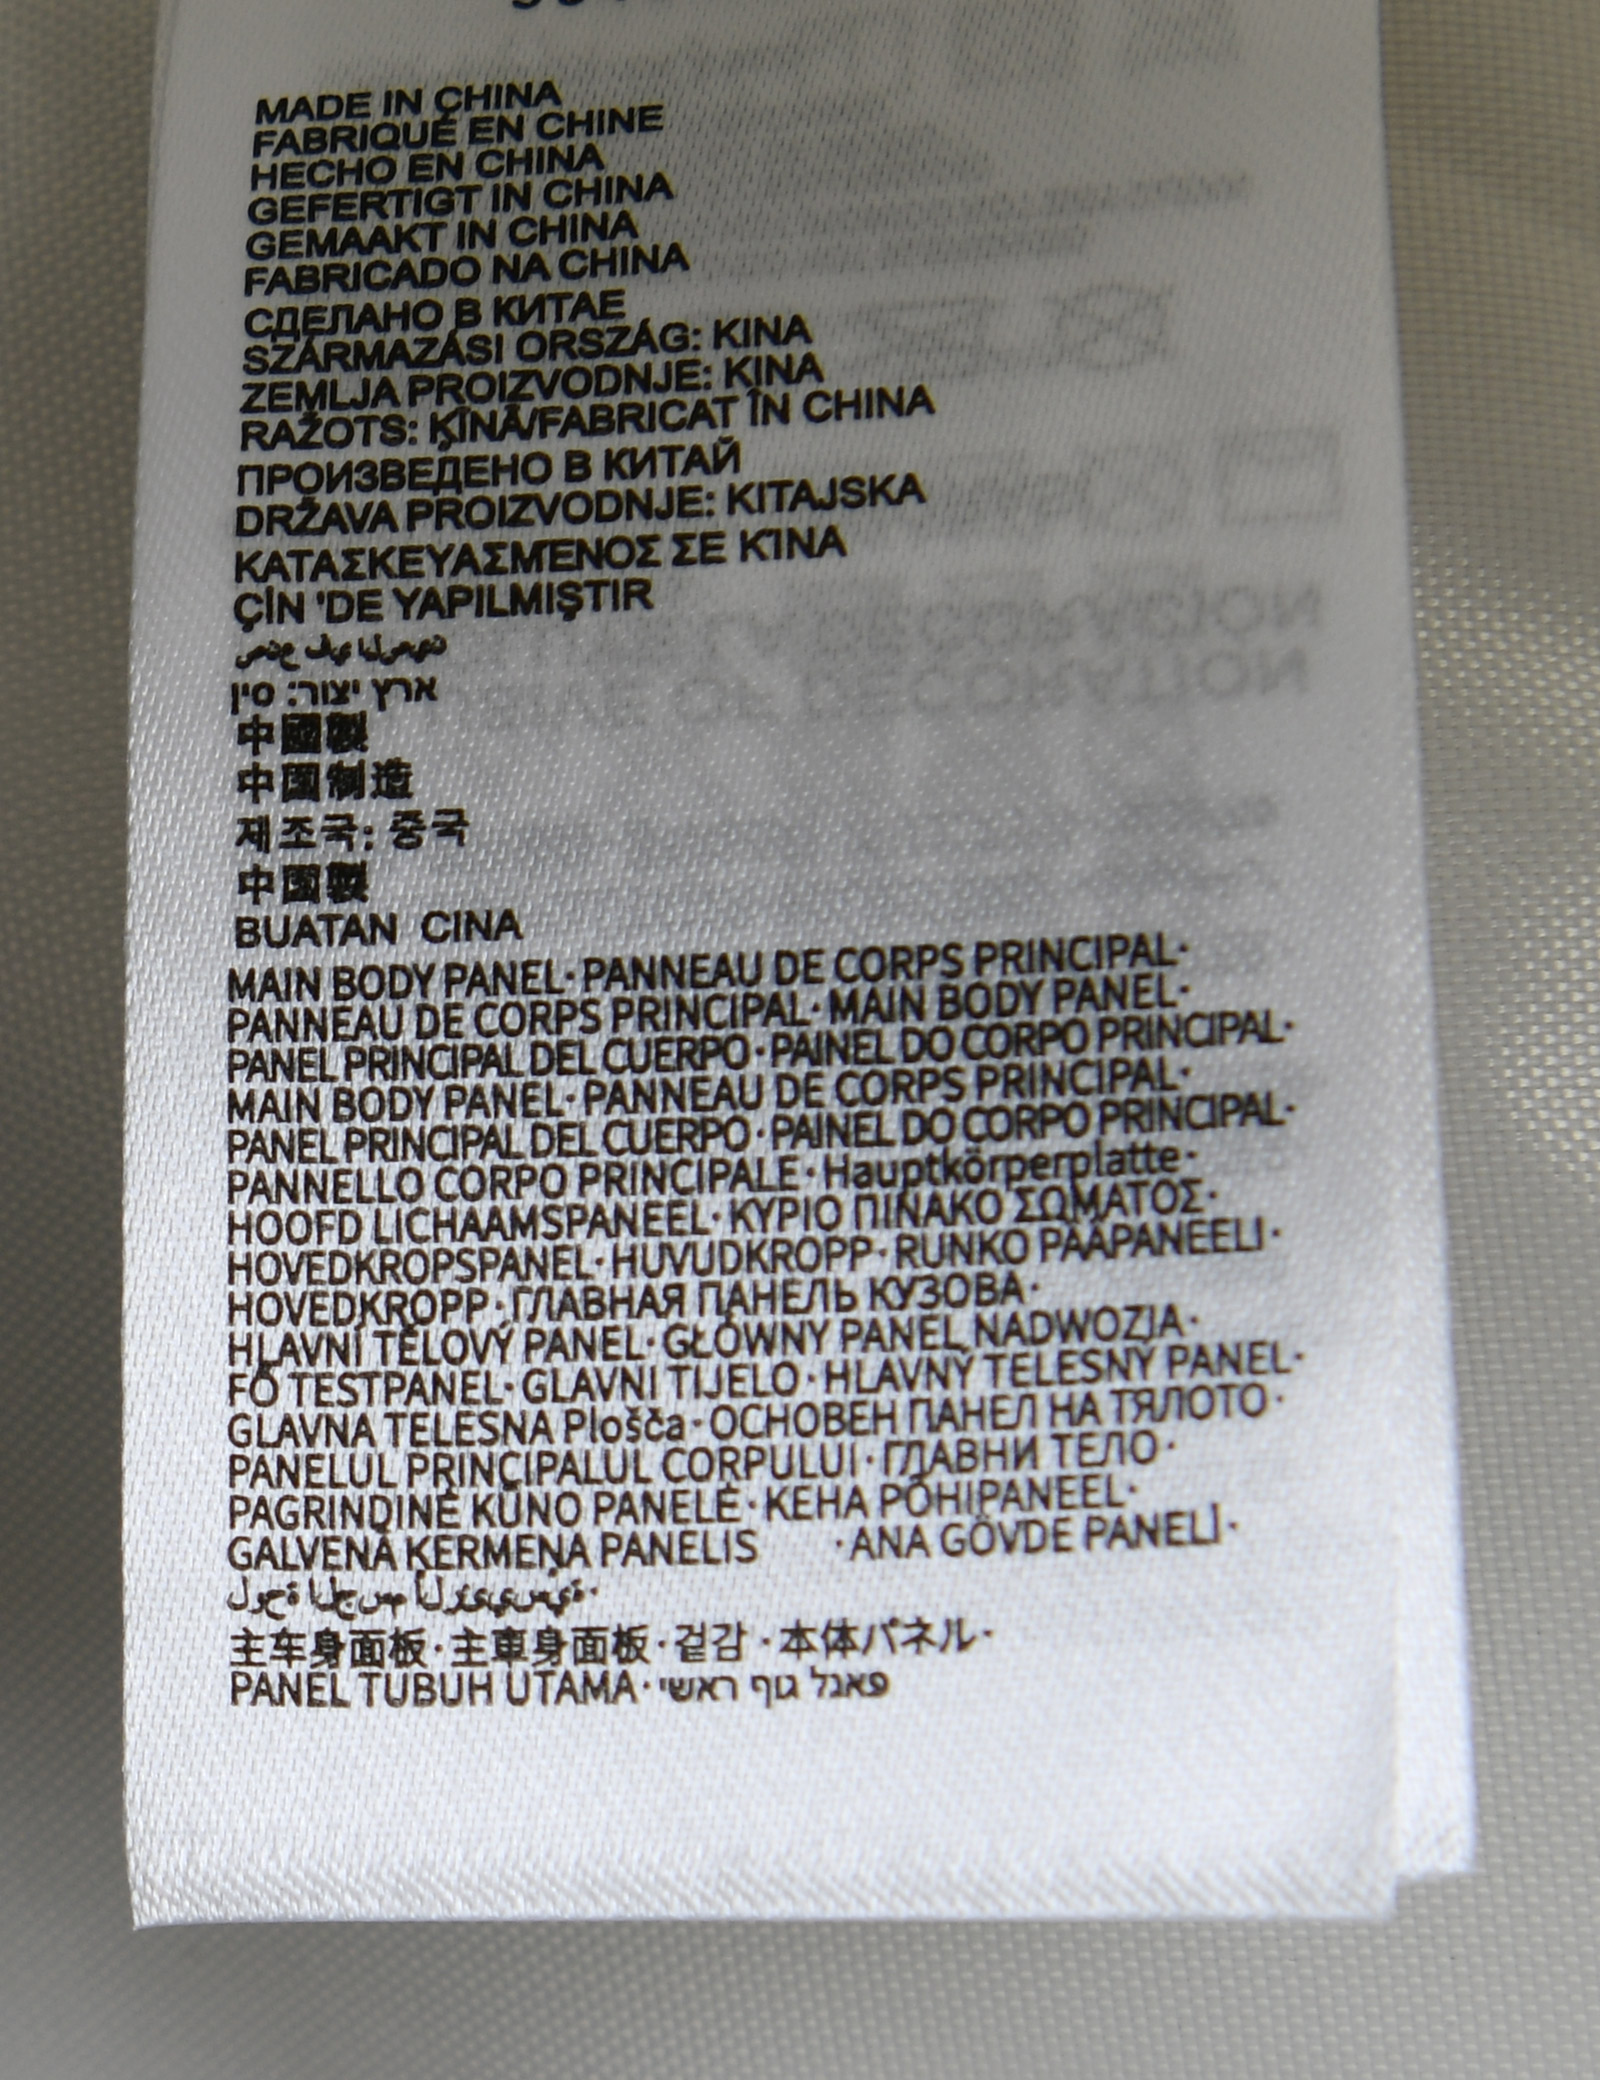 MADE IN CHINA
FABRIQUÉ EN CHINE
HECHO EN CHINA
GEFERTIGT IN CHINA
GEMAAKT IN CHINA
FABRICADO NA CHINA
СДЕЛАНО В КИТАЕ
SZÁRMAZÁSI ORSZÁG: KINA
ZEMLJA PROIZVODNJE: KINA
RAŽOTS: ĶĪNĀ/FABRICAT ÎN CHINA
ПРОИЗВЕДЕНО В КИТАЙ
DRŽAVA PROIZVODNJE: KITAJSKA
ΚΑΤΑΣΚΕΥΑΣΜΈΝΟΣ ΣΕ ΚΊΝΑ
ÇİN 'DE YAPILMIŞTIR
صنع في الصين
ארץ יצור: סין
中國製
中国制造
제조국: 중국
中国製
BUATAN CINA
MAIN BODY PANEL· PANNEAU DE CORPS PRINCIPAL·
PANNEAU DE CORPS PRINCIPAL· MAIN BODY PANEL·
PANEL PRINCIPAL DEL CUERPO· PAINEL DO CORPO PRINCIPAL·
MAIN BODY PANEL· PANNEAU DE CORPS PRINCIPAL·
PANEL PRINCIPAL DEL CUERPO· PAINEL DO CORPO PRINCIPAL·
PANNELLO CORPO PRINCIPALE· Hauptkörperplatte·
HOOFD LICHAAMSPANEEL· ΚΥΡΙΟ ΠΙΝΑΚΟ ΣΩΜΑΤΟΣ·
HOVEDKROPSPANEL· HUVUDKROPP· RUNKO PÄÄPANEELI·
HOVEDKROPP· ГЛАВНАЯ ПАНЕЛЬ КУЗОВА·
HLAVNÍ TĚLOVÝ PANEL· GŁÓWNY PANEL NADWOZIA·
FŐ TESTPANEL· GLAVNI TIJELO· HLAVNÝ TELESNÝ PANEL·
GLAVNA TELESNA Plošča· ОСНОВЕН ПАНЕЛ НА ТЯЛОТО·
PANELUL PRINCIPALUL CORPULUI· ГЛАВНИ ТЕЛО·
PAGRINDINĖ KŪNO PANELĖ· KEHA PÕHIPANEEL·
GALVENĀ ĶERMEŅA PANELIS ·ANA GÖVDE PANELİ·
لوحة الجسم الرئيسية·
主车身面板· 主車身面板· 겉감· 本体パネル·
PANEL TUBUH UTAMA· פאנל גוף ראשי